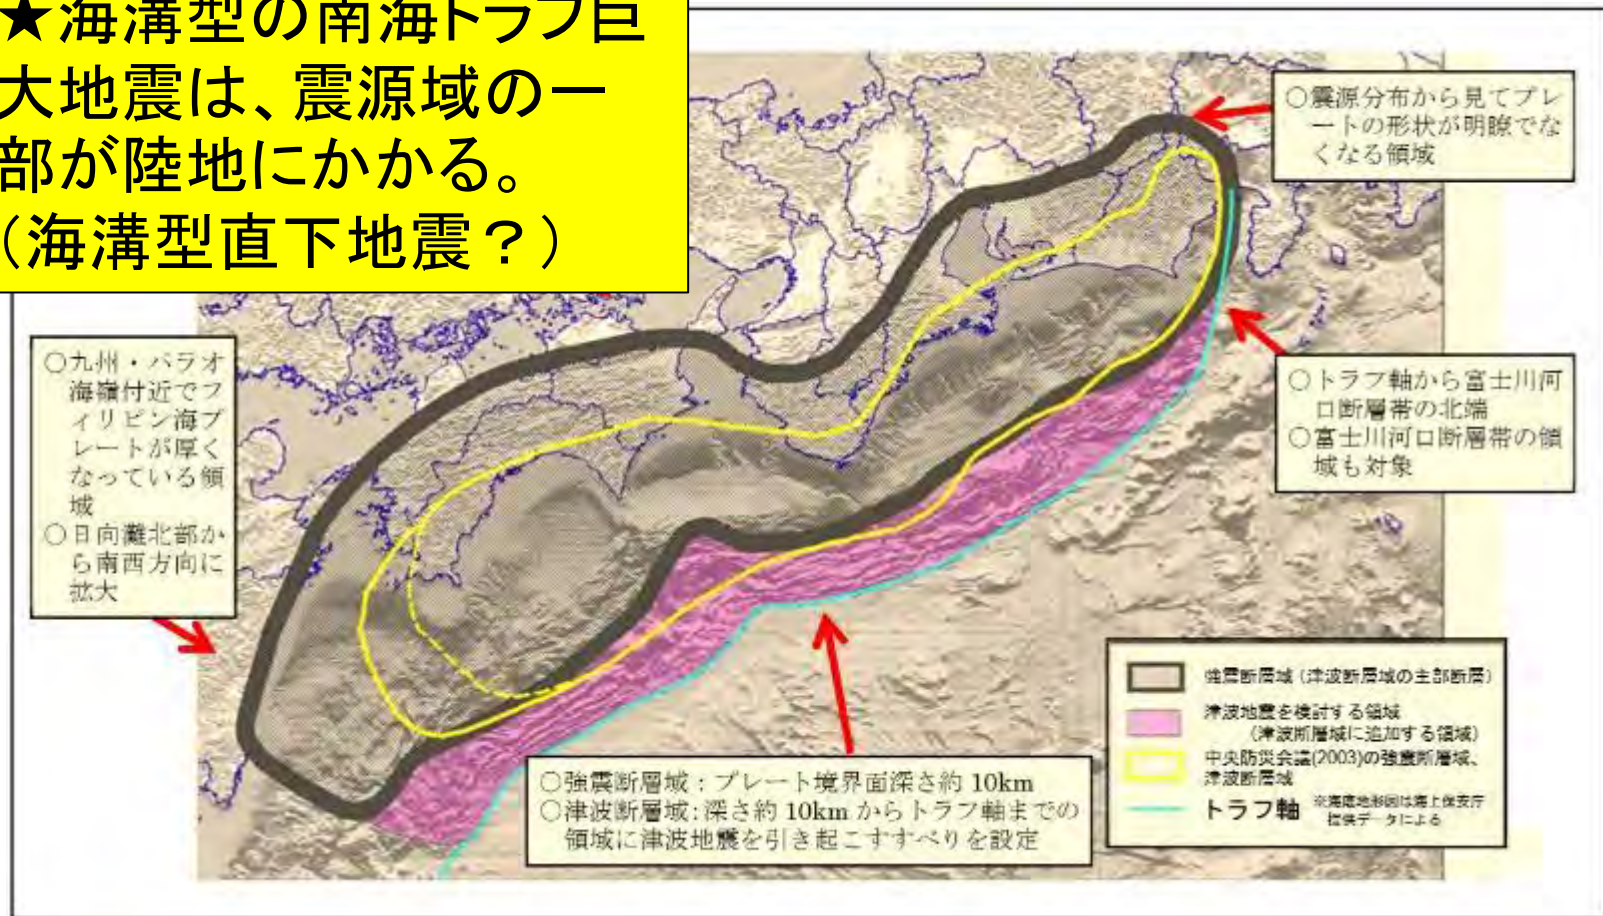 ★海溝型の南海トラフ巨
大地震は、震源域の一
部が陸地にかかる。
（海溝型直下地震？）
○震源分布から見てプレ
ートの形状が明瞭でな
くなる領域
○九州・パラオ
海嶺付近でフ
ィリピン海プ
レートが厚く
なっている領
域
○日向灘北部か
ら南西方向に
拡大
○トラフ軸から富士川河
口断層帯の北端
○富士川河口断層帯の領
域も対象
○強震断層域：プレート境界面深さ約 10km
○津波断層域：深さ約 10km からトラフ軸までの
領域に津波地震を引き起こすすべりを設定
強震断層域（津波断層域の主部断層）
津波地震を検討する領域
（津波断層域に追加する領域）
中央防災会議(2003)の強震断層域、
津波断層域
トラフ軸 ※海底地形図は海上保安庁
提供データによる